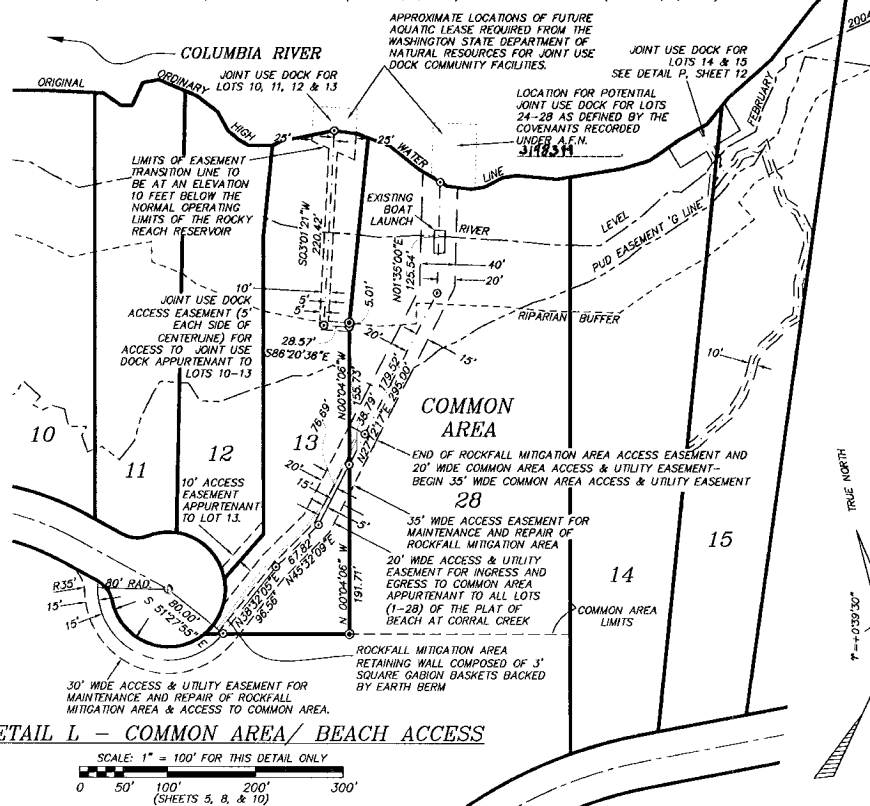 APPROXIMATE LOCATIONS OF FUTURE
AQUATIC LEASE REQUIRED FROM THE
WASHINGTON STATE DEPARTMENT OF
NATURAL RESOURCES FOR JOINT USE
DOCK COMMUNITY FACILITIES.
COLUMBIA RIVER
JOINT USE DOCK FOR
LOTS 10, 11, 12 & 13
JOINT USE DOCK FOR
LOTS 14 & 15
SEE DETAIL P, SHEET 12
2004
FEBRUARY
ORIGINAL
ORDINARY
HIGH
WATER
LINE
LOCATION FOR POTENTIAL
JOINT USE DOCK FOR LOTS
24-28 AS DEFINED BY THE
COVENANTS RECORDED
UNDER A.F.N.
25'
25'
LIMITS OF EASEMENT
TRANSITION LINE TO
BE AT AN ELEVATION
10 FEET BELOW THE
NORMAL OPERATING
LIMITS OF THE ROCKY
REACH RESERVOIR
S03°01'21"W
220.42'
EXISTING
BOAT
LAUNCH
RIVER
LEVEL
PUD EASEMENT 'G LINE'
N01°35'00"E
125.54'
40'
20'
10'
5'
5'
5.01'
JOINT USE DOCK
ACCESS EASEMENT (5'
EACH SIDE OF
CENTERLINE) FOR
ACCESS TO JOINT USE
DOCK APPURTENANT TO
LOTS 10-13
28.57'
S86°20'36"E
RIPARIAN BUFFER
20'
15'
10'
N00°04'06"W
155.73'
76.69'
38.79'
179.52'
N27°12'17"E 295.00'
COMMON
AREA
10
11
12
13
END OF ROCKFALL MITIGATION AREA ACCESS EASEMENT AND
20' WIDE COMMON AREA ACCESS & UTILITY EASEMENT-
BEGIN 35' WIDE COMMON AREA ACCESS & UTILITY EASEMENT
10' ACCESS
EASEMENT
APPURTENANT
TO LOT 13.
20'
15'
5'
28
35' WIDE ACCESS EASEMENT FOR
MAINTENANCE AND REPAIR OF
ROCKFALL MITIGATION AREA
20' WIDE ACCESS & UTILITY
EASEMENT FOR INGRESS AND
EGRESS TO COMMON AREA
APPURTENANT TO ALL LOTS
(1-28) OF THE PLAT OF
BEACH AT CORRAL CREEK
14
15
COMMON AREA
LIMITS
TRUE NORTH
67.82'
N45°32'09"E
N38°32'05"E
96.56'
N 00°04'06" W
191.71'
R35'
15'
15'
80' RAD.
80.00'
S 51°27'55" E
ROCKFALL MITIGATION AREA
RETAINING WALL COMPOSED OF 3'
SQUARE GABION BASKETS BACKED
BY EARTH BERM
30' WIDE ACCESS & UTILITY EASEMENT FOR
MAINTENANCE AND REPAIR OF ROCKFALL
MITIGATION AREA & ACCESS TO COMMON AREA.
ETAIL L - COMMON AREA/ BEACH ACCESS
SCALE: 1" = 100' FOR THIS DETAIL ONLY
0 50' 100' 200' 300'
(SHEETS 5, 8, & 10)